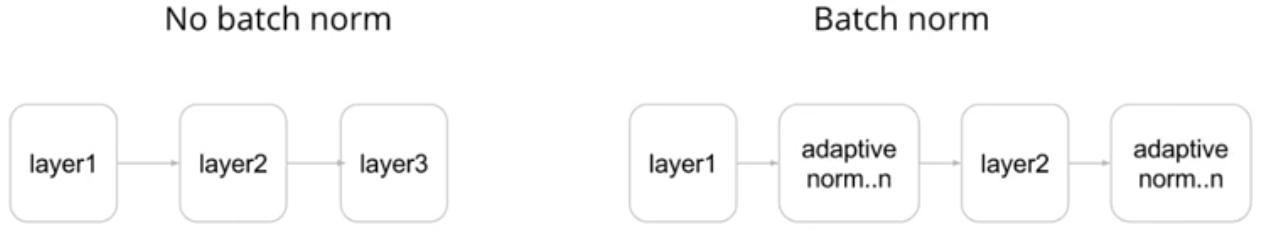 No batch norm
Batch norm
layer1
layer2
layer3
layer1
adaptive
norm..n
layer2
adaptive
norm..n